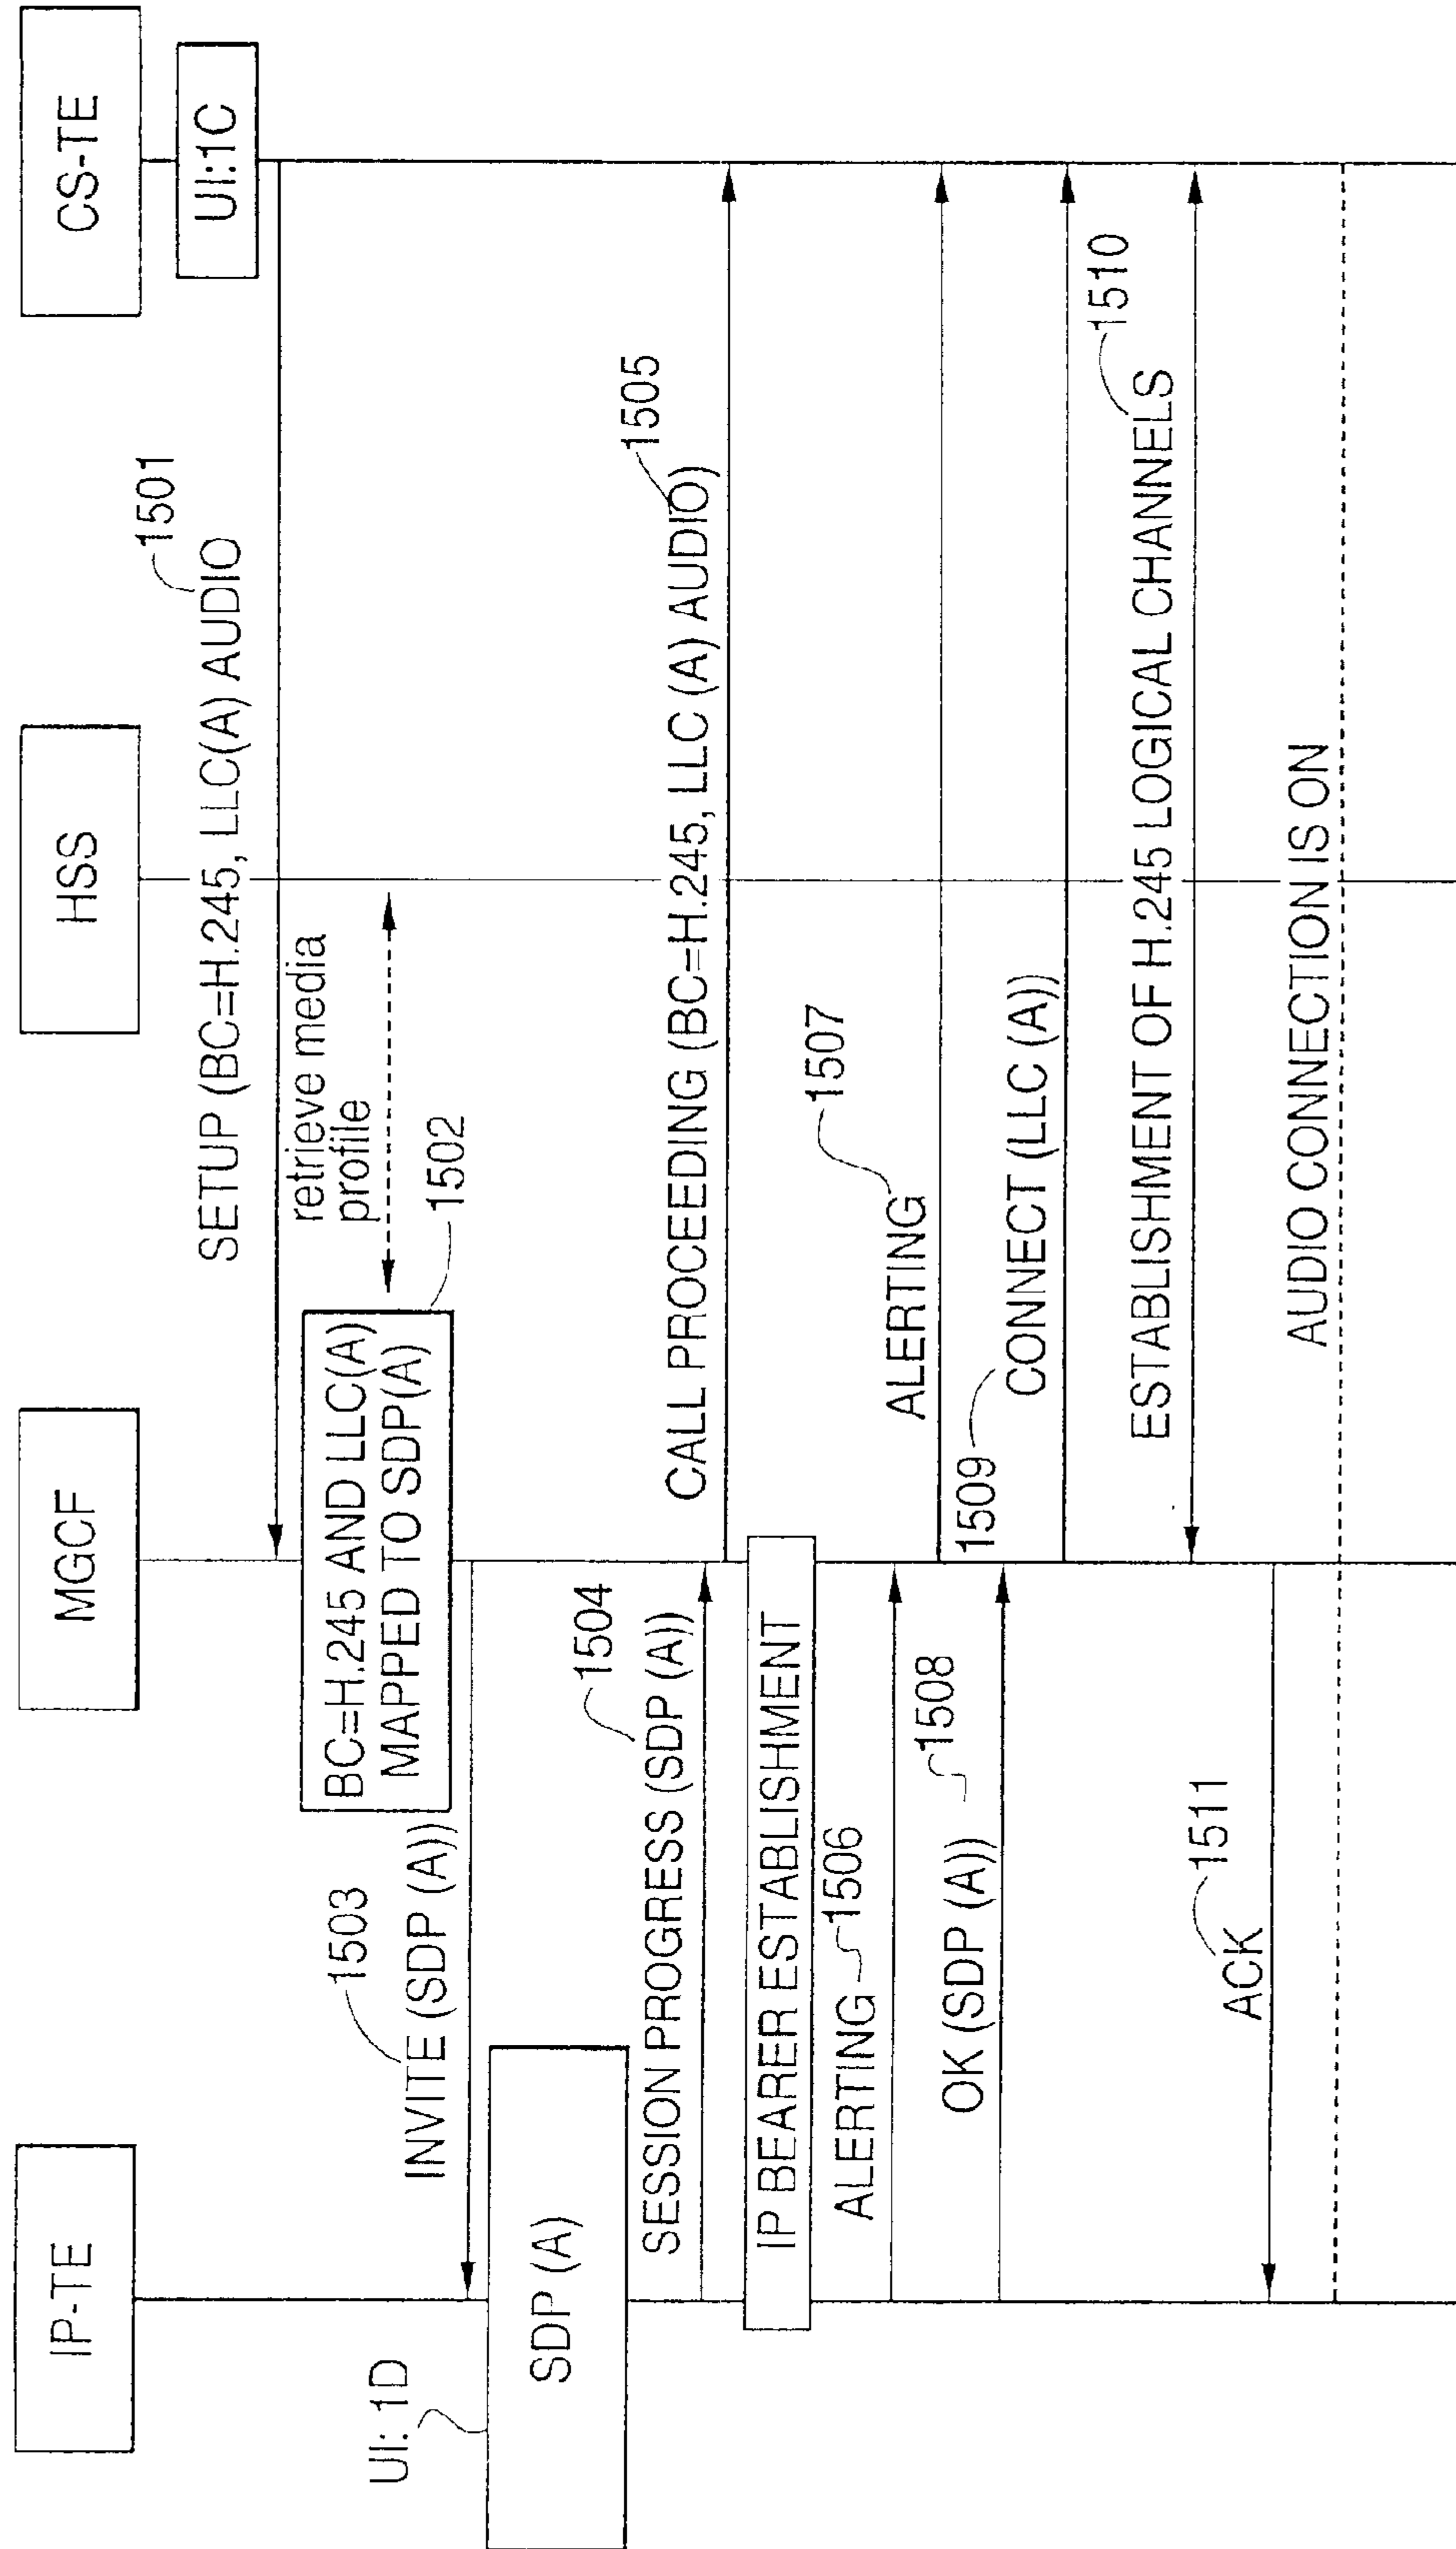 IP-TE
MGCF
HSS
CS-TE
UI:1C
1501
SETUP (BC=H.245, LLC(A) AUDIO
retrieve media
profile
1502
BC=H.245 AND LLC(A)
MAPPED TO SDP(A)
1503
INVITE (SDP (A))
UI: 1D
SDP (A)
1504
SESSION PROGRESS (SDP (A))
1505
CALL PROCEEDING (BC=H.245, LLC (A) AUDIO)
IP BEARER ESTABLISHMENT
ALERTING
1506
1507
ALERTING
1508
OK (SDP (A))
1509
CONNECT (LLC (A))
1510
ESTABLISHMENT OF H.245 LOGICAL CHANNELS
1511
ACK
AUDIO CONNECTION IS ON